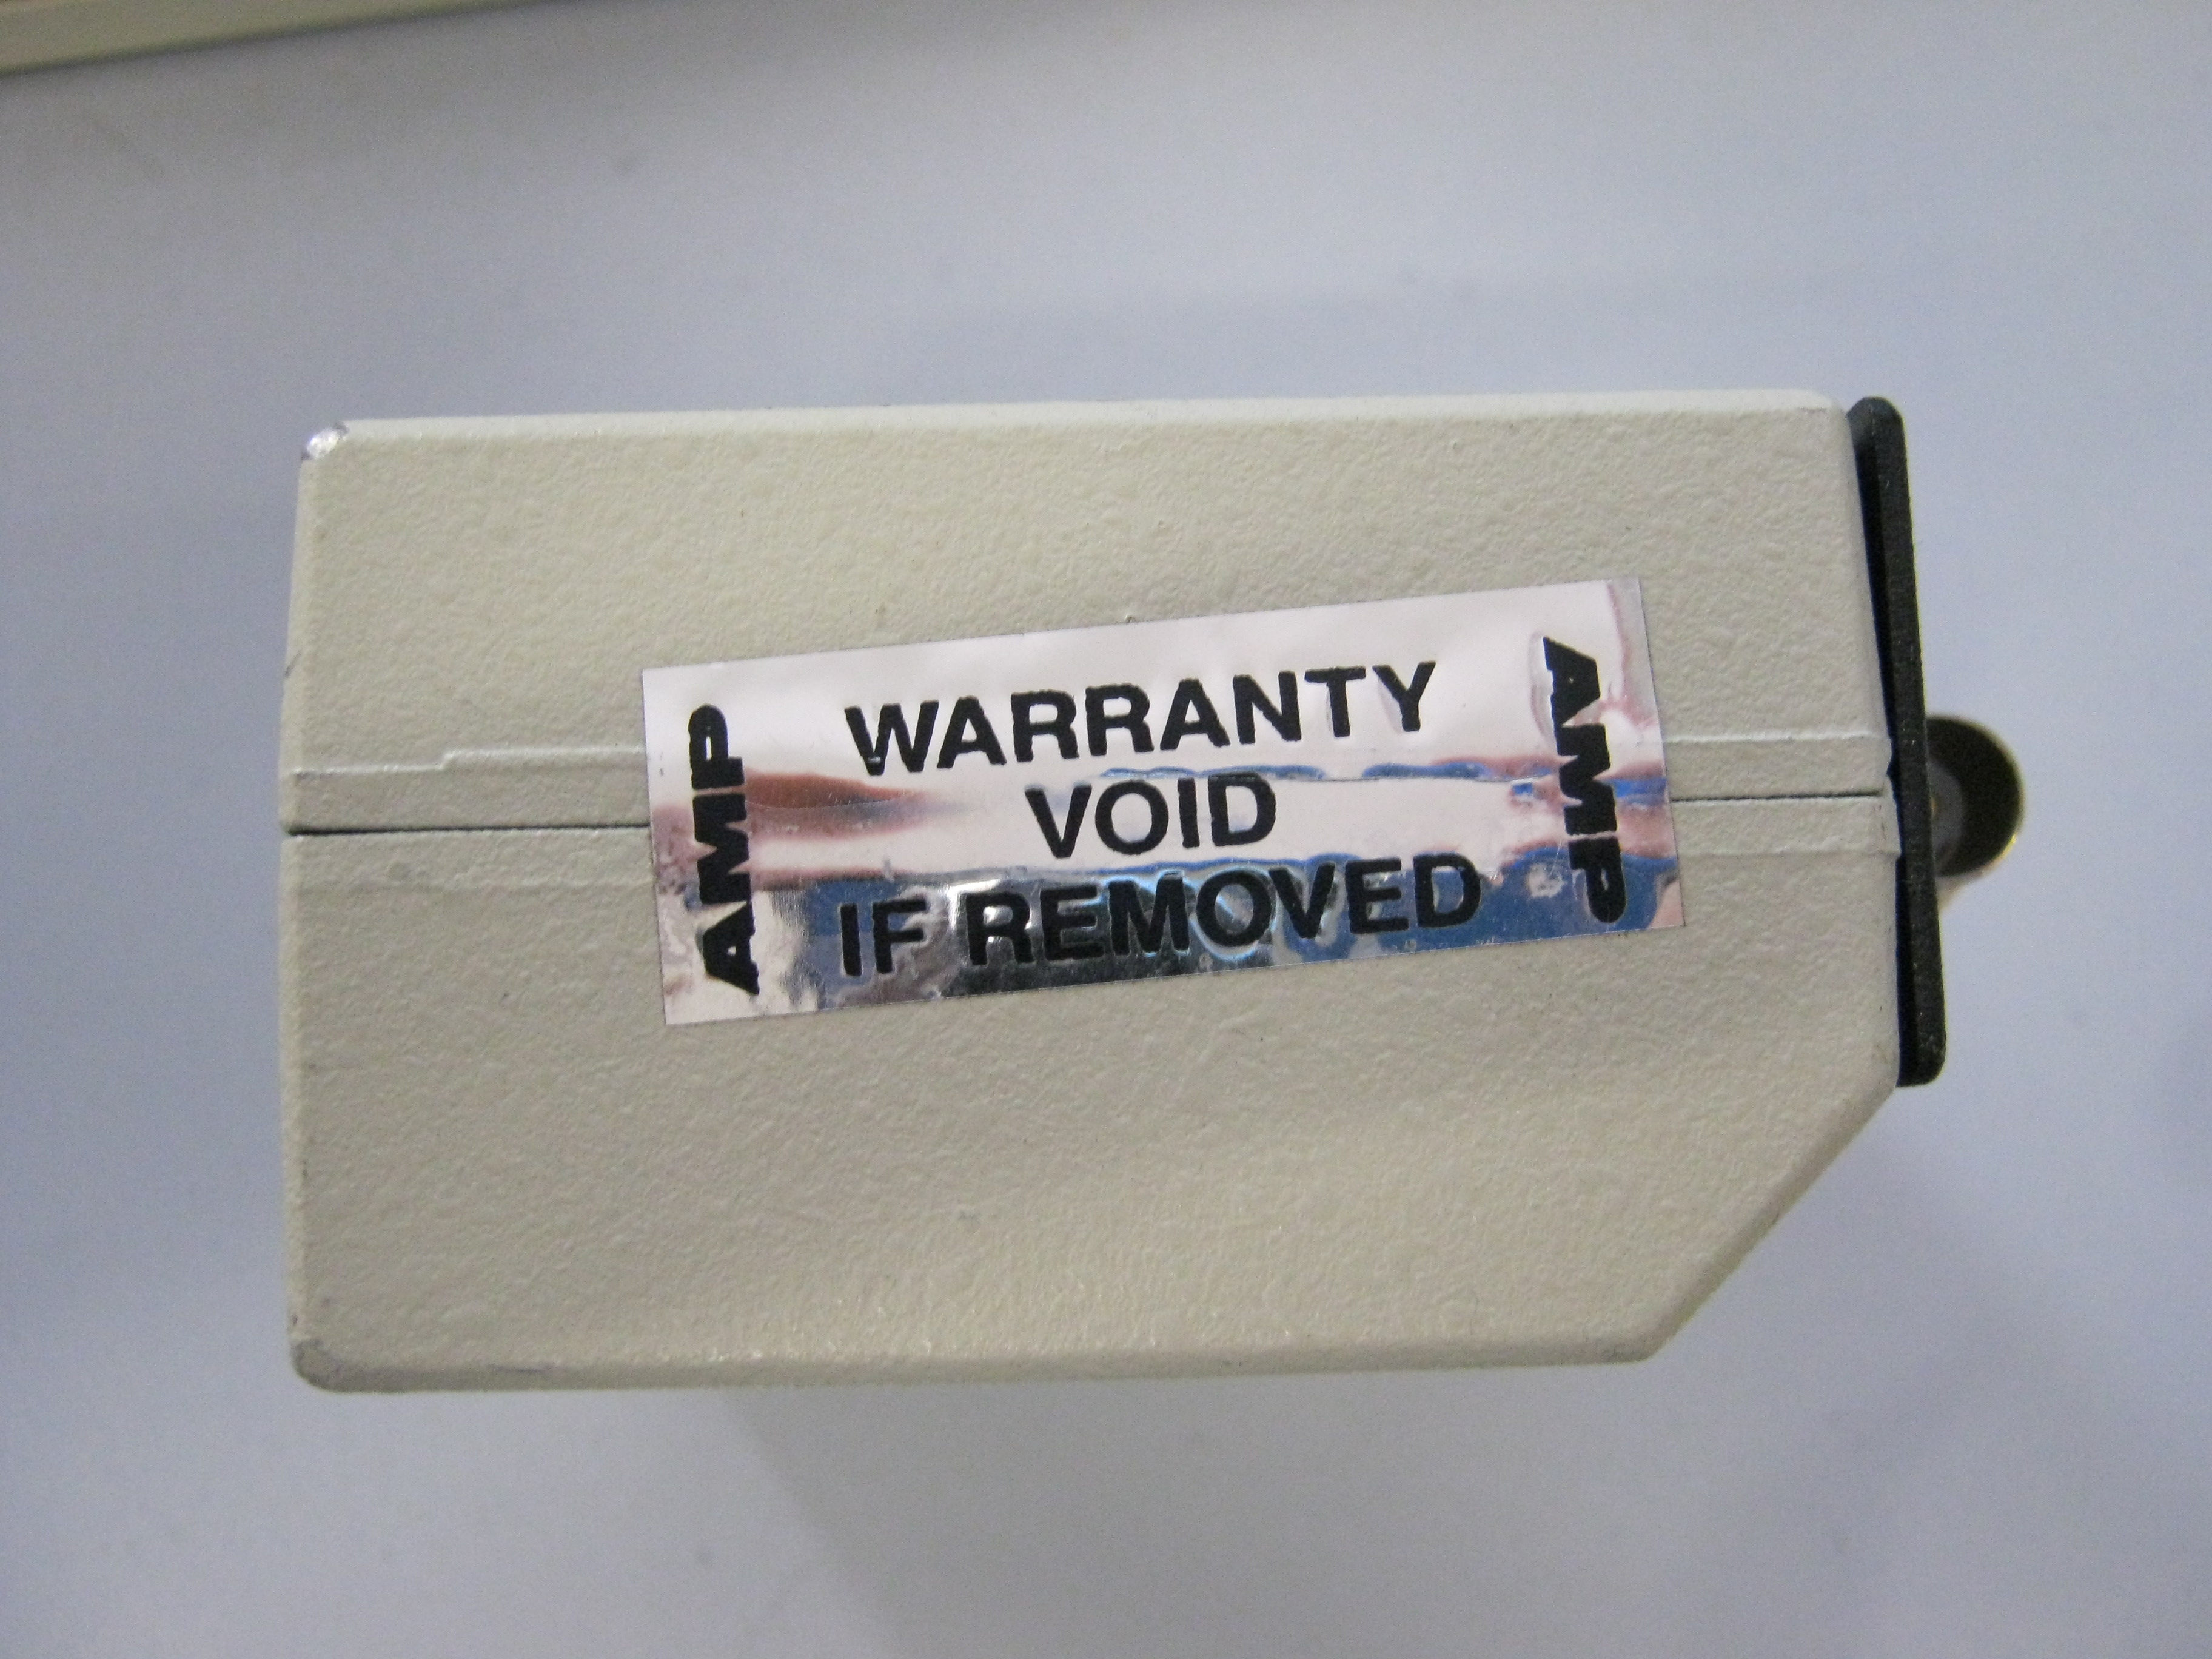 AMP
WARRANTY
VOID
IF REMOVED
AMP